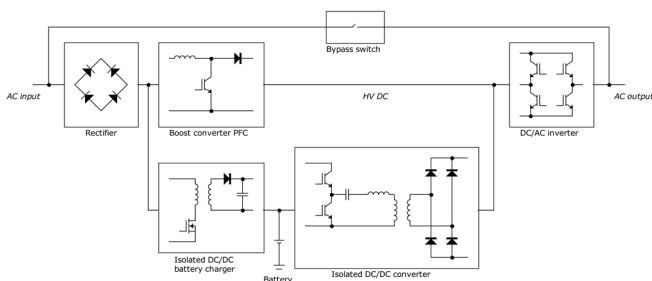 Bypass switch
AC input
Rectifier
Boost converter PFC
HV DC
DC/AC inverter
AC output
Isolated DC/DC
battery charger
Battery
Isolated DC/DC converter